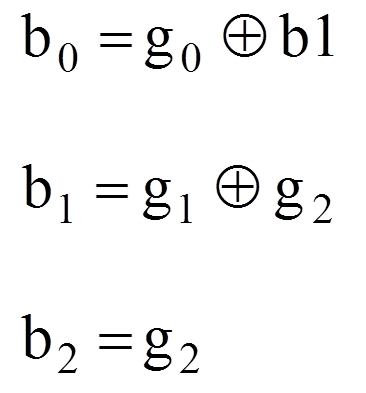 b₀ = g₀ ⊕ b1
b₁ = g₁ ⊕ g₂
b₂ = g₂